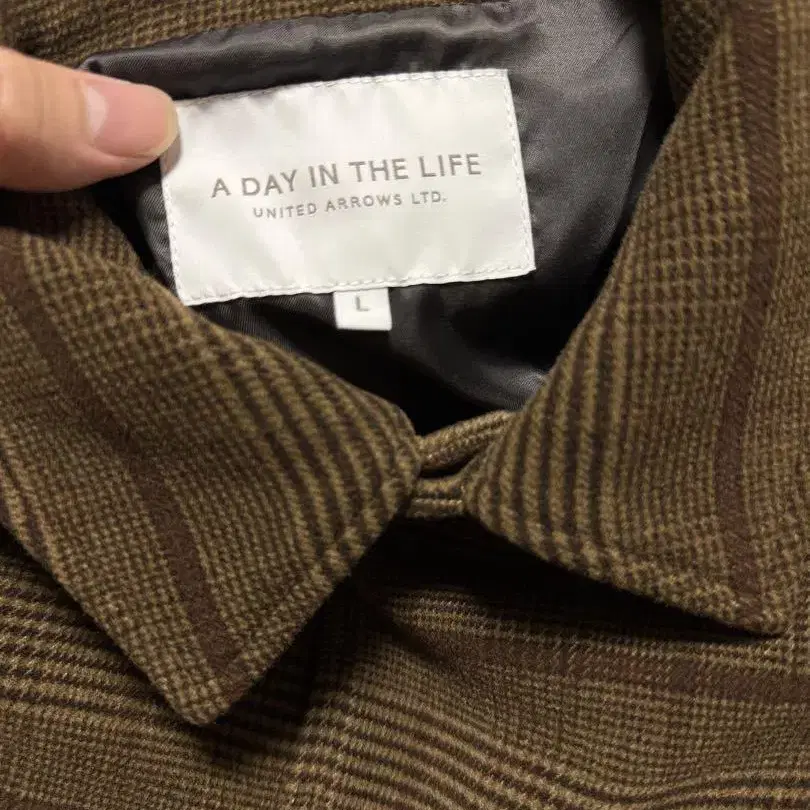 A DAY IN THE LIFE
UNITED ARROWS LTD.
L